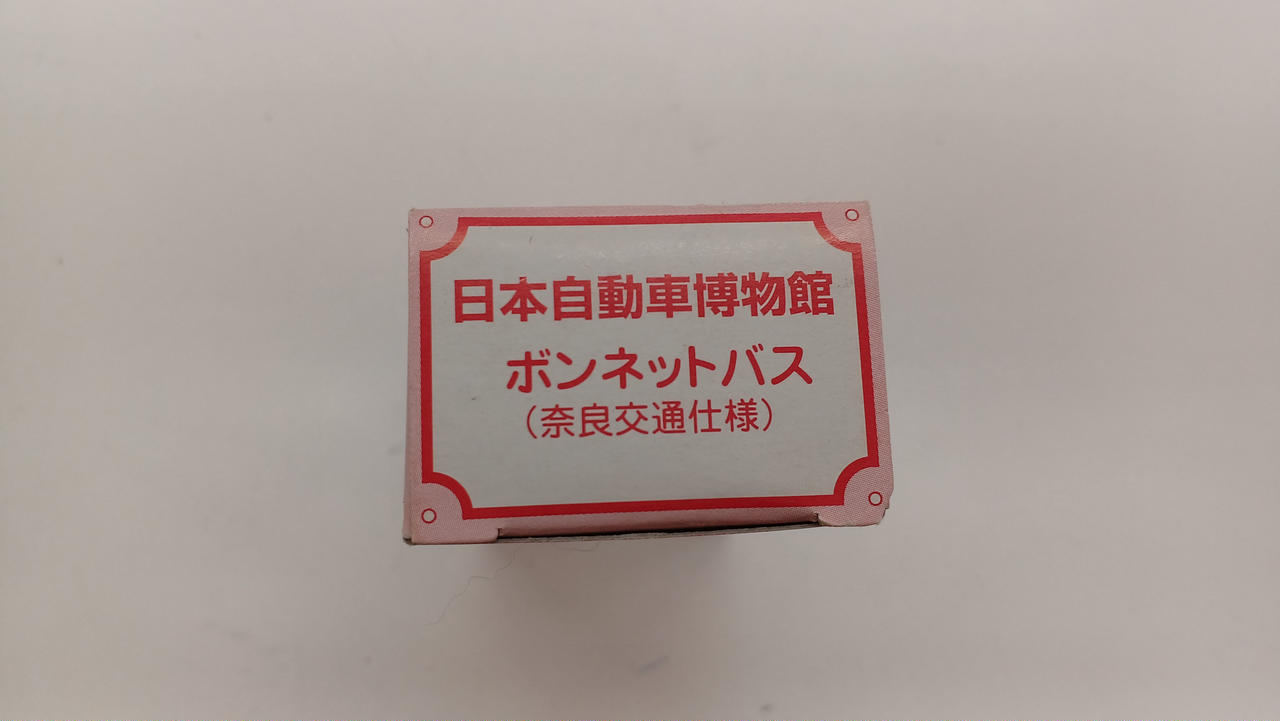 日本自動車博物館
ボンネットバス
（奈良交通仕様）